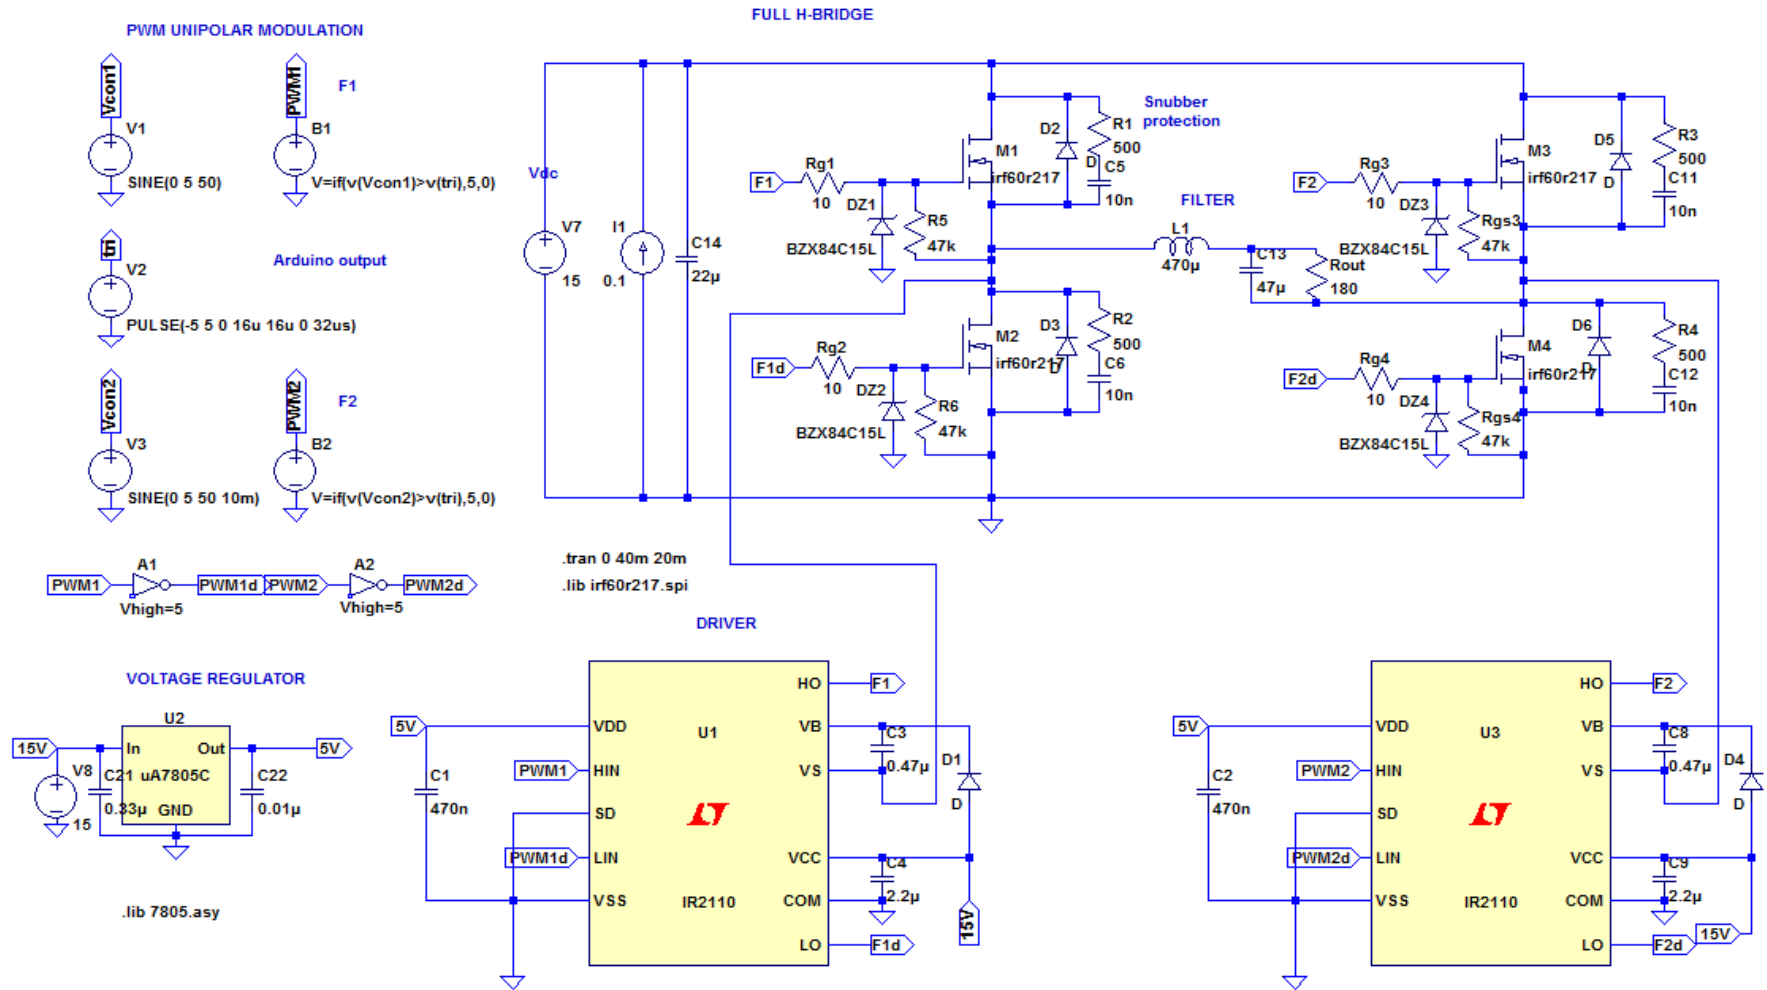 FULL H-BRIDGE
PWM UNIPOLAR MODULATION
Vcon1
V1
SINE(0 5 50)
PWM1
F1
B1
V=if(v(Vcon1)>v(tri),5,0)
tri
V2
PULSE(-5 5 0 16u 16u 0 32us)
Arduino output
Vcon2
V3
SINE(0 5 50 10m)
PWM2
F2
B2
V=if(v(Vcon2)>v(tri),5,0)
PWM1
A1
Vhigh=5
PWM1d
PWM2
A2
Vhigh=5
PWM2d
Vdc
V7
15
I1
0.1
C14
22µ
F1
Rg1
10
DZ1
BZX84C15L
R5
47k
M1
irf60r217
D2
D
R1
500
C5
10n
Snubber
protection
F1d
Rg2
10
DZ2
BZX84C15L
R6
47k
M2
irf60r217
D3
D
R2
500
C6
10n
FILTER
L1
470µ
C13
47µ
Rout
180
F2
Rg3
10
DZ3
BZX84C15L
Rgs3
47k
M3
irf60r217
D5
D
R3
500
C11
10n
F2d
Rg4
10
DZ4
BZX84C15L
Rgs4
47k
M4
irf60r217
D6
D
R4
500
C12
10n
.tran 0 40m 20m
.lib irf60r217.spi
DRIVER
VOLTAGE REGULATOR
15V
V8
15
C21
0.33µ
U2
In
Out
uA7805C
GND
C22
0.01µ
5V
.lib 7805.asy
5V
C1
470n
PWM1
PWM1d
VDD
HIN
SD
LIN
VSS
U1
IR2110
HO
VB
VS
VCC
COM
LO
F1
C3
0.47µ
D1
D
C4
2.2µ
15V
F1d
5V
C2
470n
PWM2
PWM2d
VDD
HIN
SD
LIN
VSS
U3
IR2110
HO
VB
VS
VCC
COM
LO
F2
C8
0.47µ
D4
D
C9
2.2µ
F2d
15V